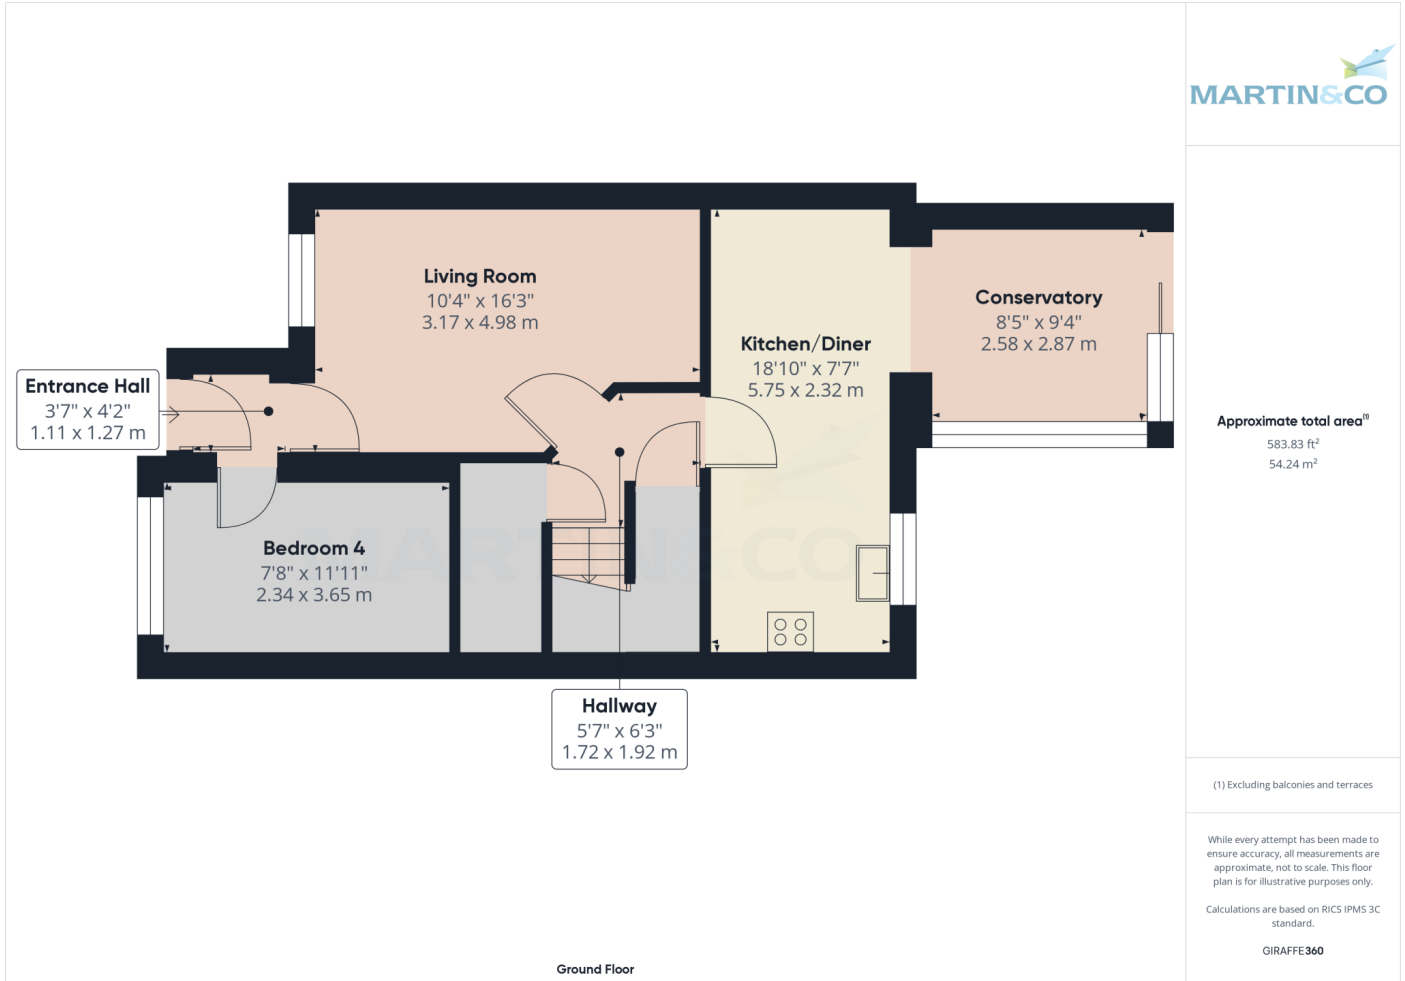 MARTIN&CO
Living Room
10'4" x 16'3"
3.17 x 4.98 m
Conservatory
8'5" x 9'4"
2.58 x 2.87 m
Kitchen/Diner
18'10" x 7'7"
5.75 x 2.32 m
Entrance Hall
3'7" x 4'2"
1.11 x 1.27 m
Bedroom 4
7'8" x 11'11"
2.34 x 3.65 m
MARTIN&CO
Hallway
5'7" x 6'3"
1.72 x 1.92 m
Ground Floor
Approximate total area(1)
583.83 ft²
54.24 m²
(1) Excluding balconies and terraces
While every attempt has been made to
ensure accuracy, all measurements are
approximate, not to scale. This floor
plan is for illustrative purposes only.
Calculations are based on RICS IPMS 3C
standard.
GIRAFFE360